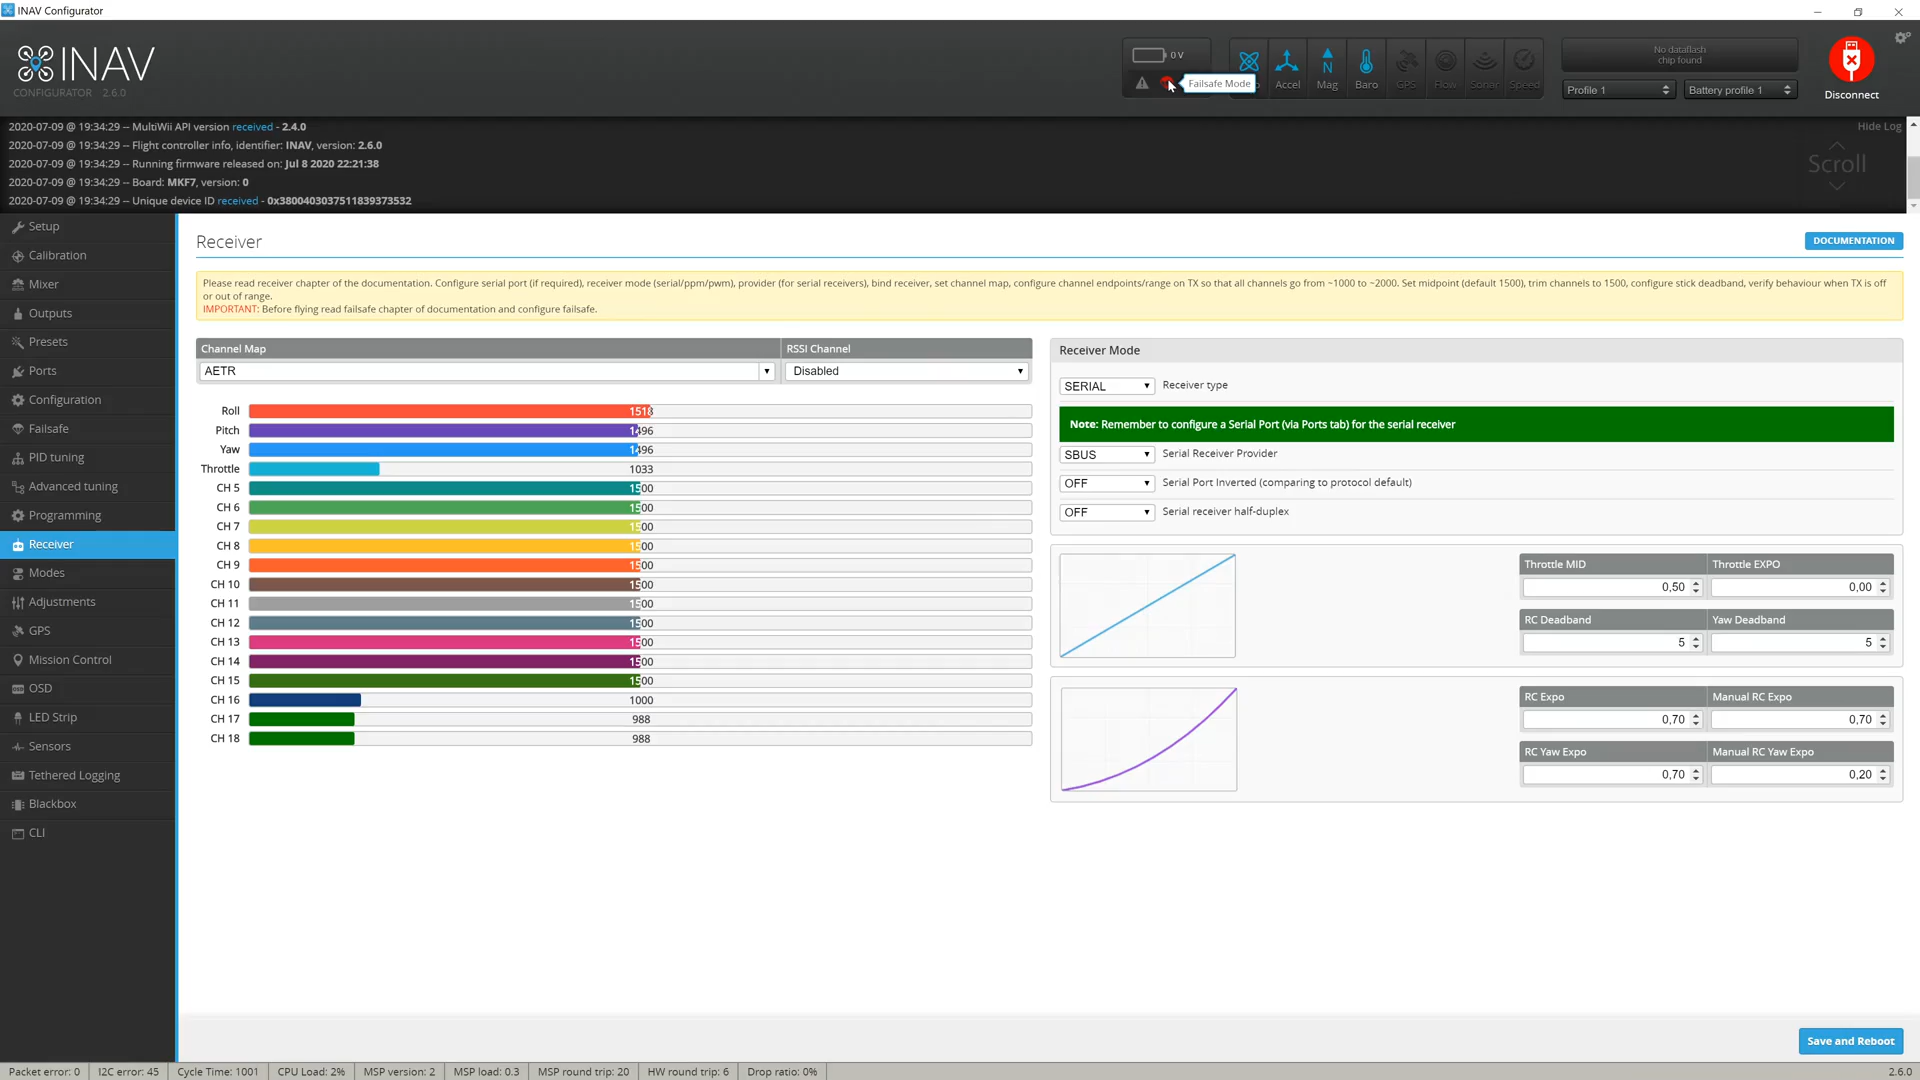 INAV Configurator
INAV
CONFIGURATOR 2.6.0
0 V
Failsafe Mode
Accel
Mag
Baro
GPS
Flow
Sonar
Speed
No dataflash
chip found
Profile 1
Battery profile 1
Disconnect
2020-07-09 @ 19:34:29 -- MultiWii API version received - 2.4.0
2020-07-09 @ 19:34:29 -- Flight controller info, identifier: INAV, version: 2.6.0
2020-07-09 @ 19:34:29 -- Running firmware released on: Jul 8 2020 22:21:38
2020-07-09 @ 19:34:29 -- Board: MKF7, version: 0
2020-07-09 @ 19:34:29 -- Unique device ID received - 0x3800403037511839373532
Hide Log
Scroll
Setup
Calibration
Mixer
Outputs
Presets
Ports
Configuration
Failsafe
PID tuning
Advanced tuning
Programming
Receiver
Modes
Adjustments
GPS
Mission Control
OSD
LED Strip
Sensors
Tethered Logging
Blackbox
CLI
Receiver
DOCUMENTATION
Please read receiver chapter of the documentation. Configure serial port (if required), receiver mode (serial/ppm/pwm), provider (for serial receivers), bind receiver, set channel map, configure channel endpoints/range on TX so that all channels go from ~1000 to ~2000. Set midpoint (default 1500), trim channels to 1500, configure stick deadband, verify behaviour when TX is off
or out of range.
IMPORTANT: Before flying read failsafe chapter of documentation and configure failsafe.
Channel Map
RSSI Channel
AETR
Disabled
Roll 1518
Pitch 1496
Yaw 1496
Throttle 1033
CH 5 1500
CH 6 1500
CH 7 1500
CH 8 1500
CH 9 1500
CH 10 1500
CH 11 1500
CH 12 1500
CH 13 1500
CH 14 1500
CH 15 1500
CH 16 1000
CH 17 988
CH 18 988
Receiver Mode
SERIAL Receiver type
Note: Remember to configure a Serial Port (via Ports tab) for the serial receiver
SBUS Serial Receiver Provider
OFF Serial Port Inverted (comparing to protocol default)
OFF Serial receiver half-duplex
Throttle MID Throttle EXPO
0,50 0,00
RC Deadband Yaw Deadband
5 5
RC Expo Manual RC Expo
0,70 0,70
RC Yaw Expo Manual RC Yaw Expo
0,70 0,20
Save and Reboot
Packet error: 0 I2C error: 45 Cycle Time: 1001 CPU Load: 2% MSP version: 2 MSP load: 0.3 MSP round trip: 20 HW round trip: 6 Drop ratio: 0% 2.6.0